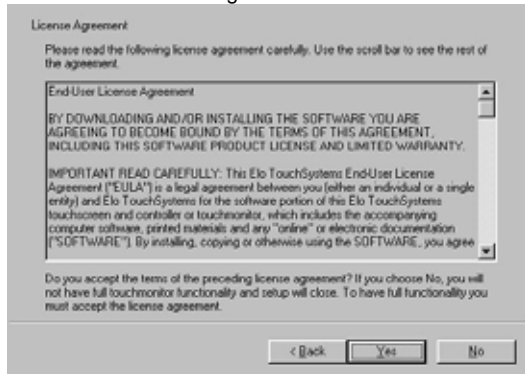 License Agreement
Please read the following license agreement carefully. Use the scroll bar to see the rest of
the agreement.
End-User License Agreement
BY DOWNLOADING AND/OR INSTALLING THE SOFTWARE YOU ARE
AGREEING TO BECOME BOUND BY THE TERMS OF THIS AGREEMENT,
INCLUDING THIS SOFTWARE PRODUCT LICENSE AND LIMITED WARRANTY.
IMPORTANT READ CAREFULLY: This Elo TouchSystems End-User License
Agreement ("EULA") is a legal agreement between you (either an individual or a single
entity) and Elo TouchSystems for the software portion of this Elo TouchSystems
touchscreen and controller or touchmonitor, which includes the accompanying
computer software, printed materials and any "online" or electronic documentation
("SOFTWARE"). By installing, copying or otherwise using the SOFTWARE, you agree
Do you accept the terms of the preceding license agreement? If you choose No, you will
not have full touchmonitor functionality and setup will close. To have full functionallity you
must accept the license agreement.
< Back Yes No